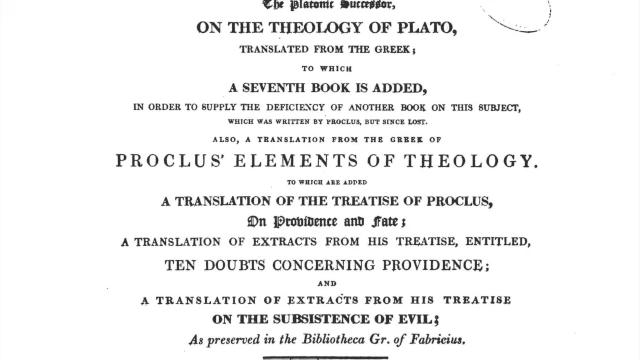 The Platonic Successor,
ON THE THEOLOGY OF PLATO,
TRANSLATED FROM THE GREEK;
TO WHICH
A SEVENTH BOOK IS ADDED,
IN ORDER TO SUPPLY THE DEFICIENCY OF ANOTHER BOOK ON THIS SUBJECT,
WHICH WAS WRITTEN BY PROCLUS, BUT SINCE LOST.
ALSO, A TRANSLATION FROM THE GREEK OF
PROCLUS' ELEMENTS OF THEOLOGY.
TO WHICH ARE ADDED
A TRANSLATION OF THE TREATISE OF PROCLUS,
On Providence and Fate;
A TRANSLATION OF EXTRACTS FROM HIS TREATISE, ENTITLED,
TEN DOUBTS CONCERNING PROVIDENCE;
AND
A TRANSLATION OF EXTRACTS FROM HIS TREATISE
ON THE SUBSISTENCE OF EVIL;
As preserved in the Bibliotheca Gr. of Fabricius.